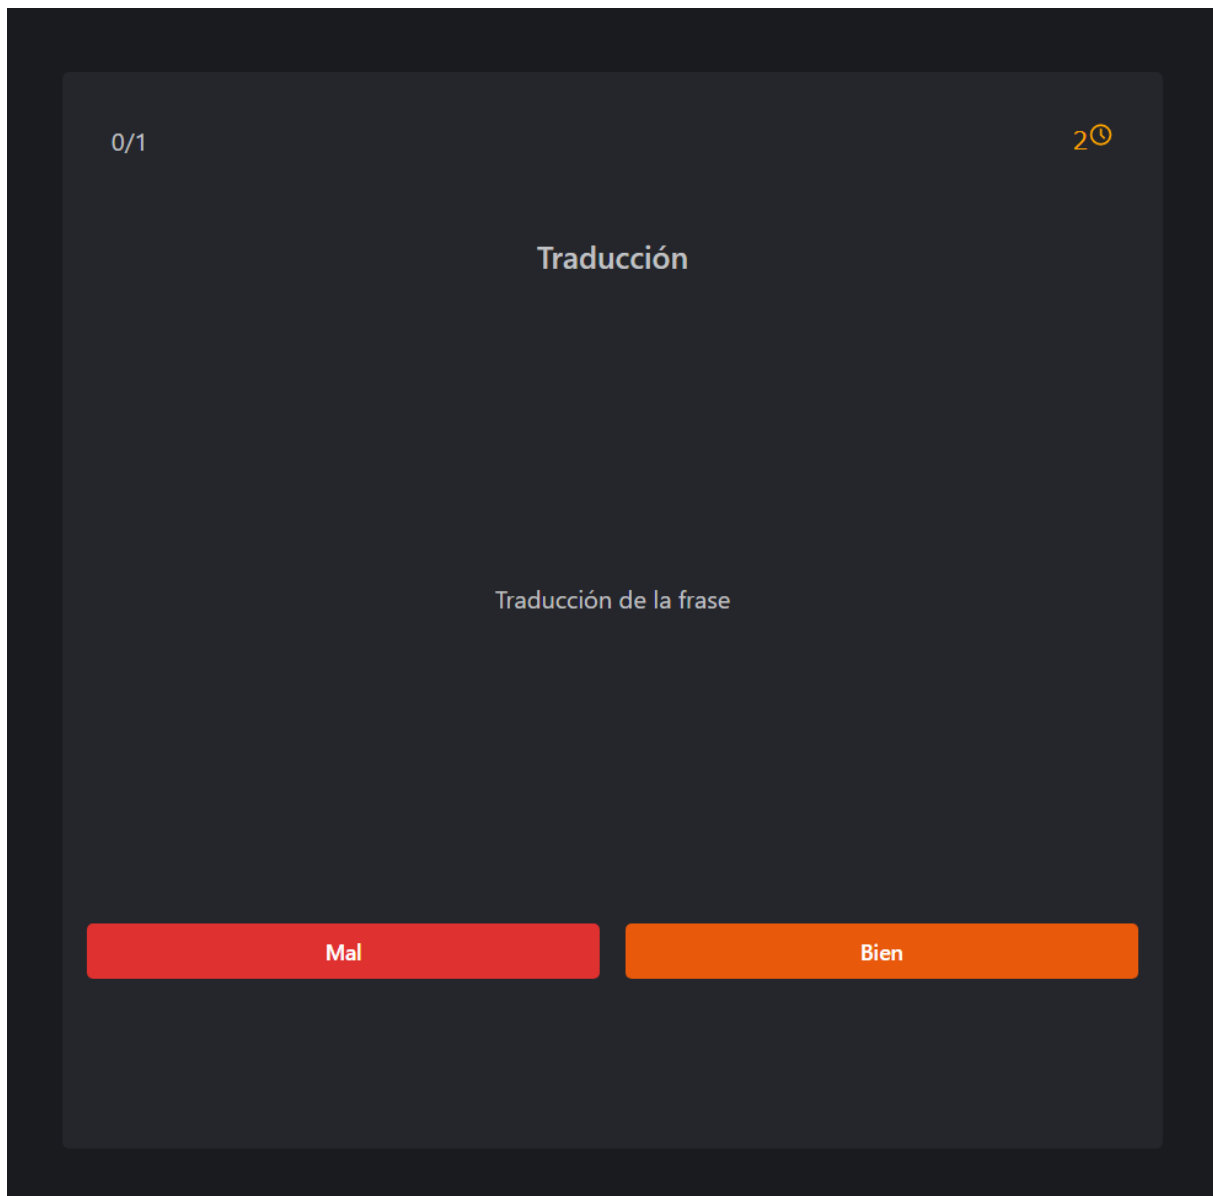 0/1
2
Traducción
Traducción de la frase
Mal
Bien